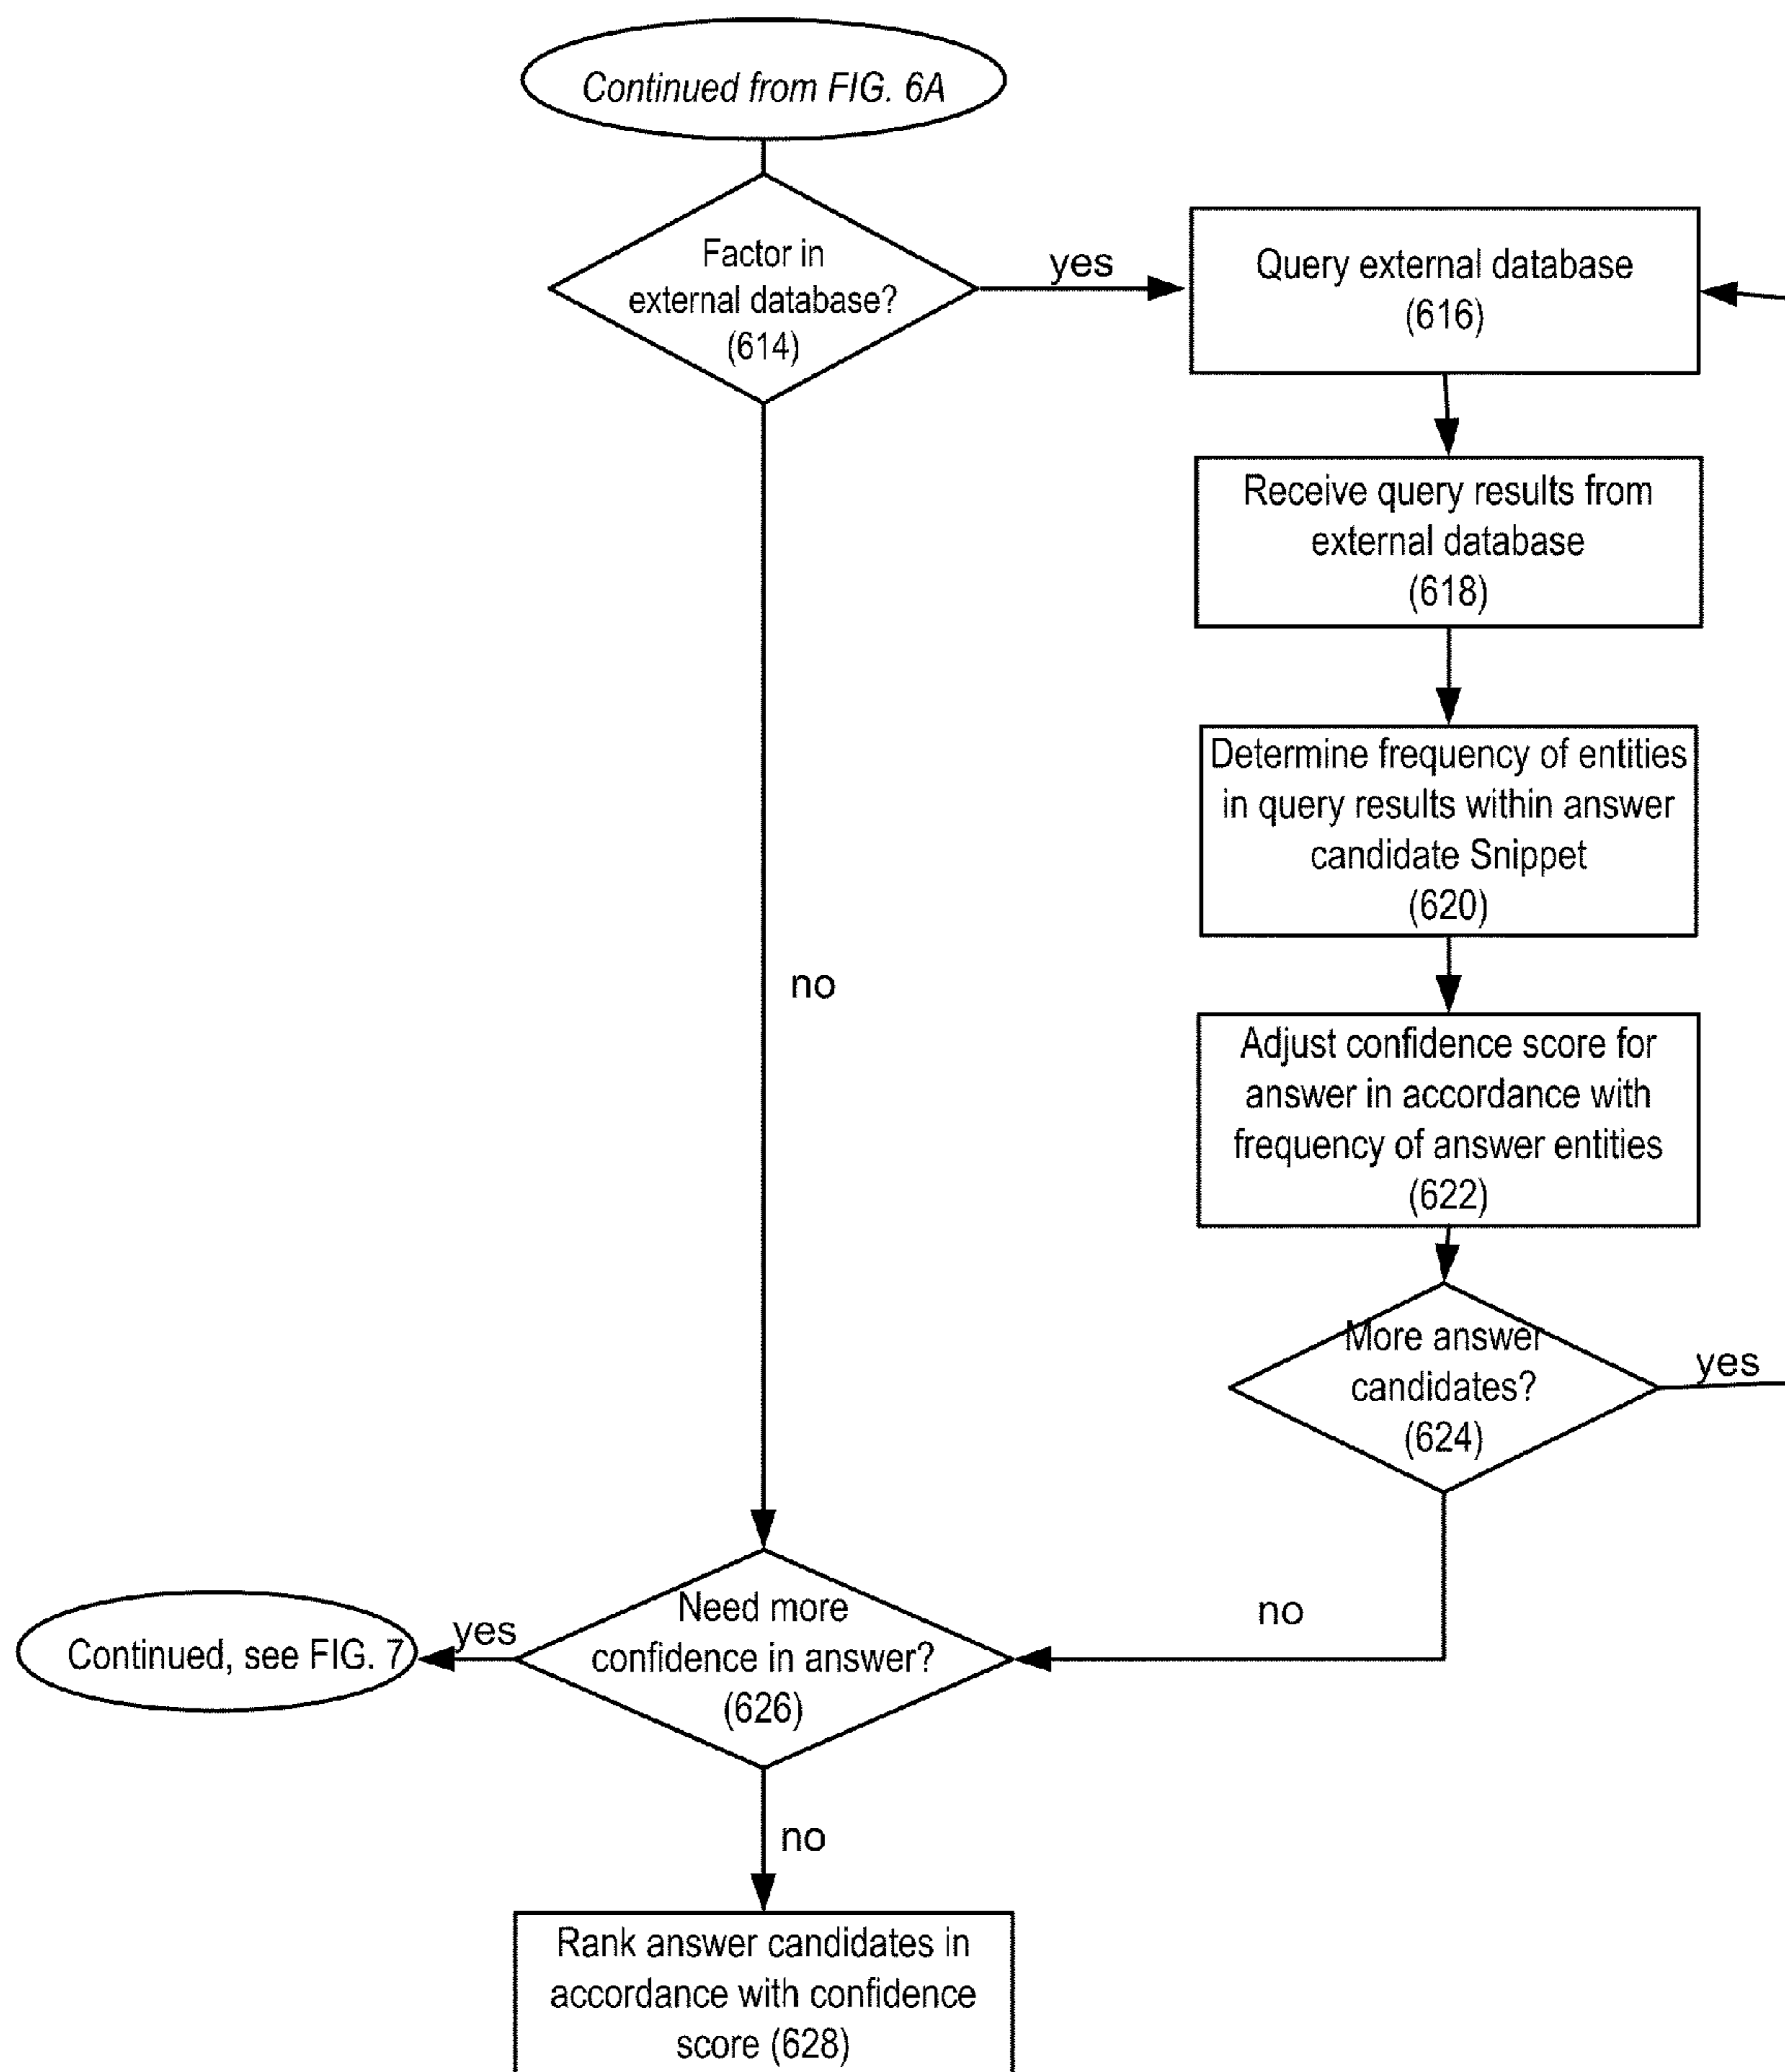 Continued from FIG. 6A
Factor in
external database?
(614)
yes
Query external database
(616)
Receive query results from
external database
(618)
Determine frequency of entities
in query results within answer
candidate Snippet
(620)
no
Adjust confidence score for
answer in accordance with
frequency of answer entities
(622)
More answer
candidates?
(624)
yes
no
Need more
confidence in answer?
(626)
yes
Continued, see FIG. 7
no
Rank answer candidates in
accordance with confidence
score (628)